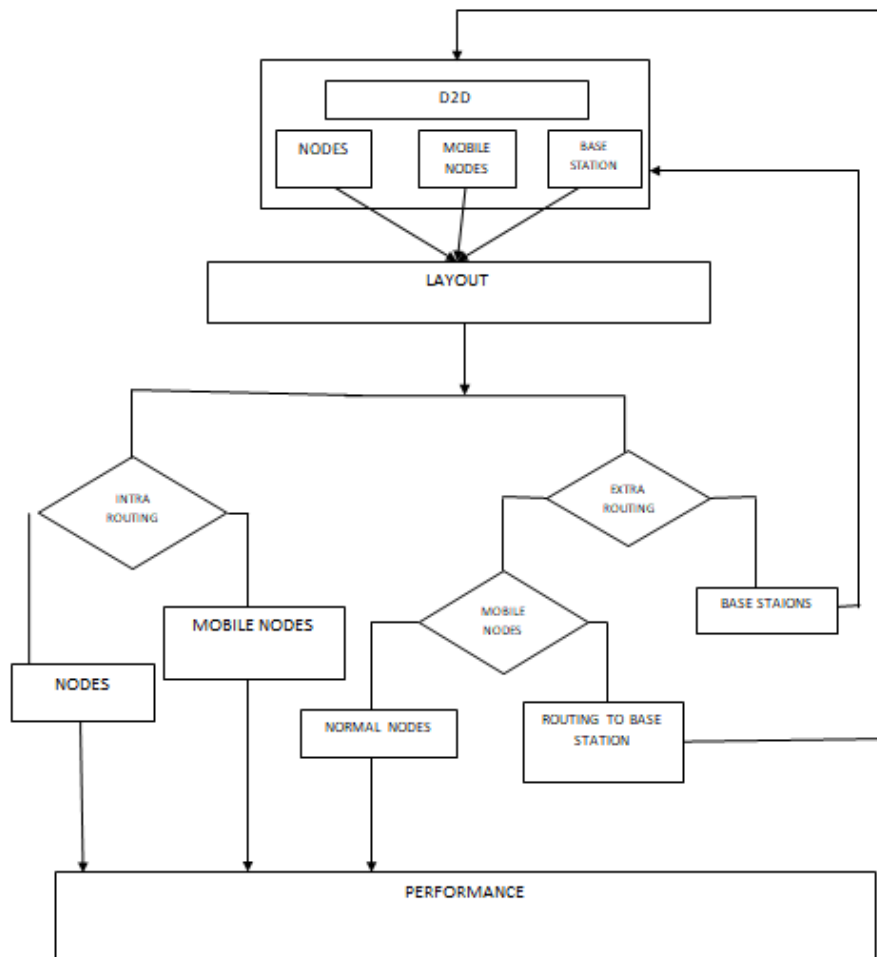 D2D
NODES
MOBILE
NODES
BASE
STATION
LAYOUT
INTRA
ROUTING
EXTRA
ROUTING
MOBILE NODES
MOBILE
NODES
BASE STAIONS
NODES
NORMAL NODES
ROUTING TO BASE
STATION
PERFORMANCE